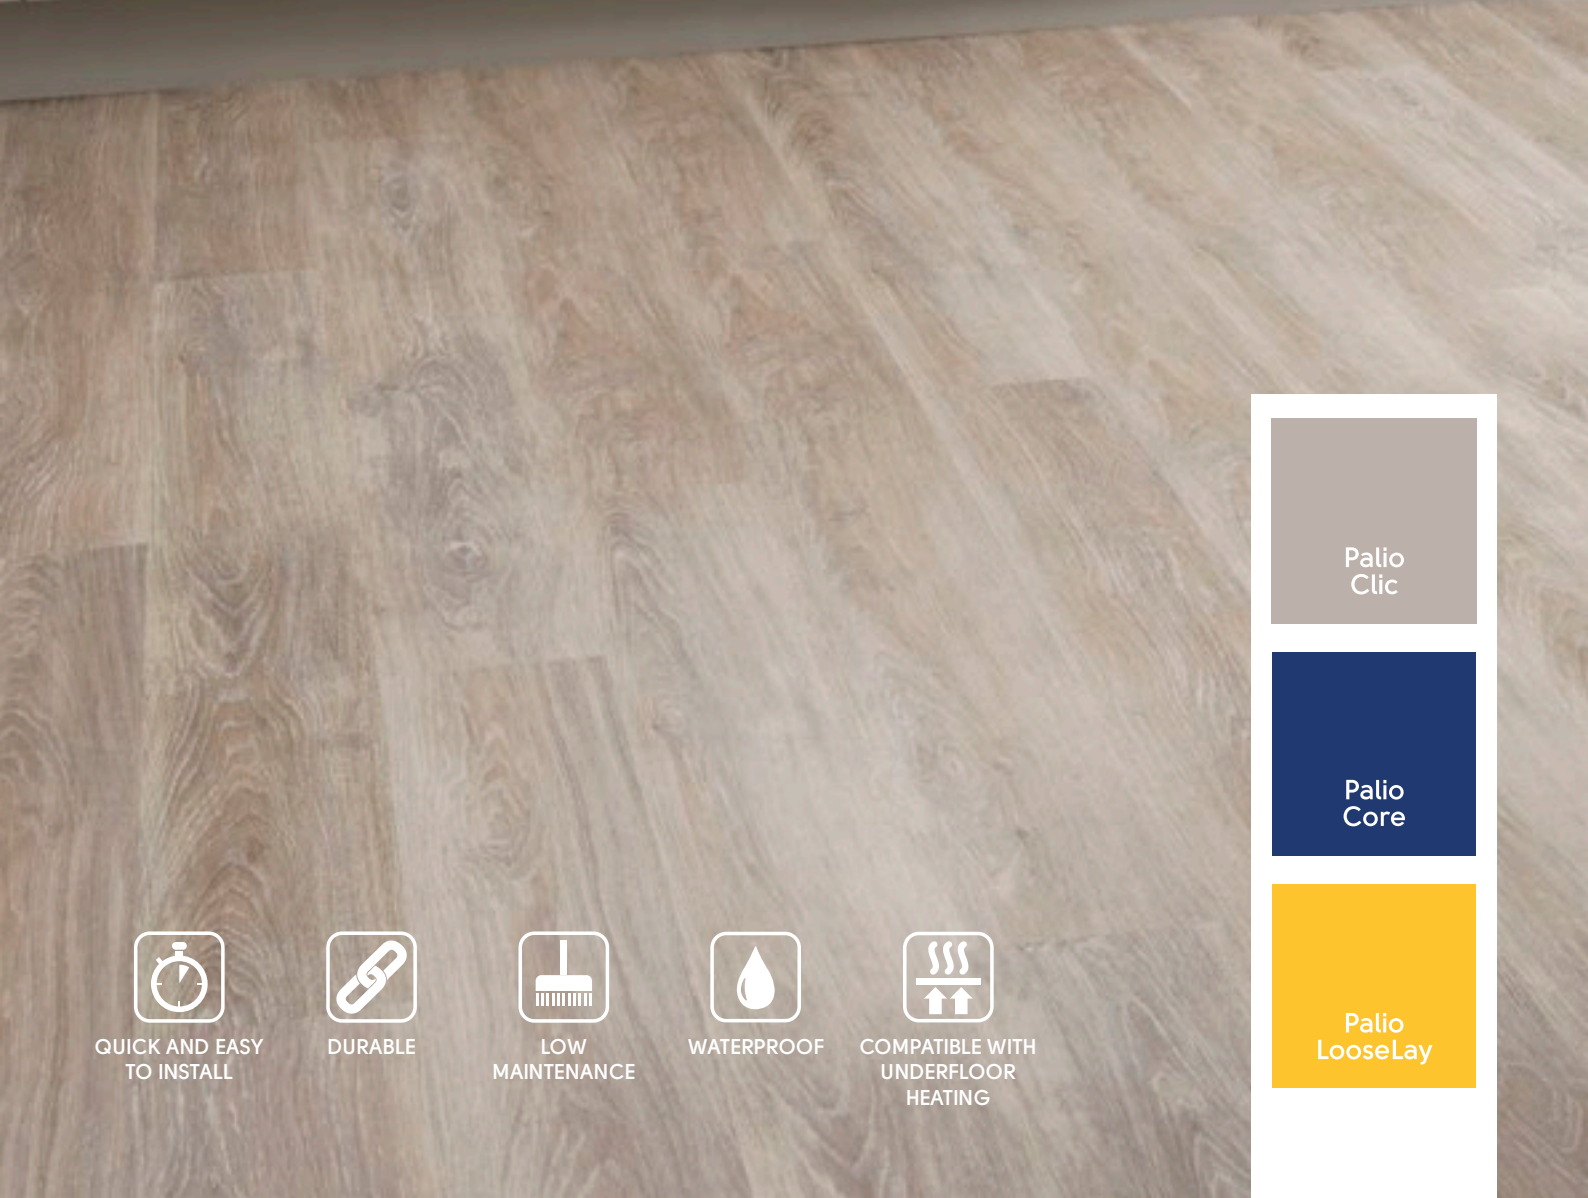 Palio
Clic
Palio
Core
Palio
LooseLay
QUICK AND EASY
TO INSTALL
DURABLE
LOW
MAINTENANCE
WATERPROOF
COMPATIBLE WITH
UNDERFLOOR
HEATING